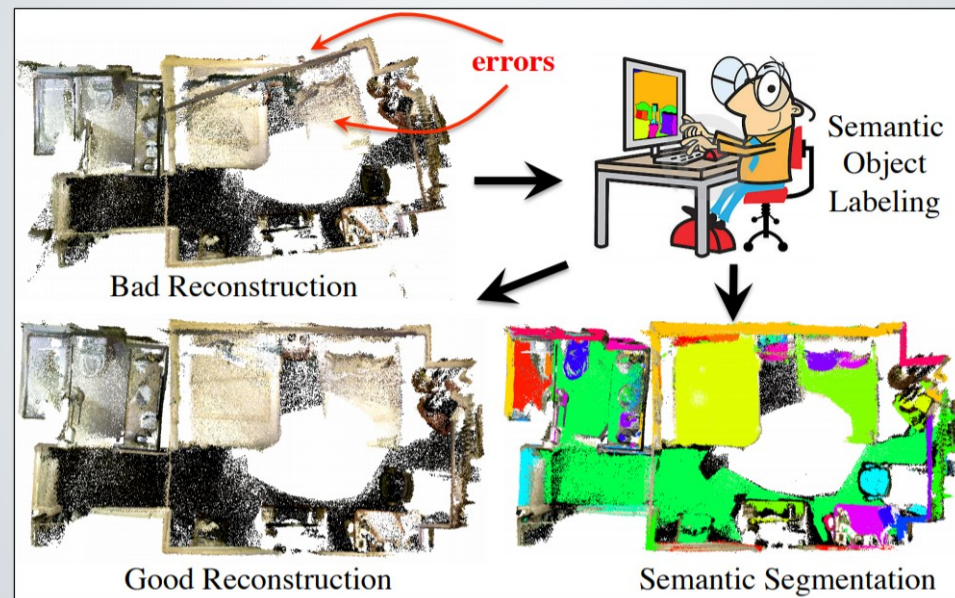 errors
Semantic
Object
Labeling
Bad Reconstruction
Good Reconstruction
Semantic Segmentation